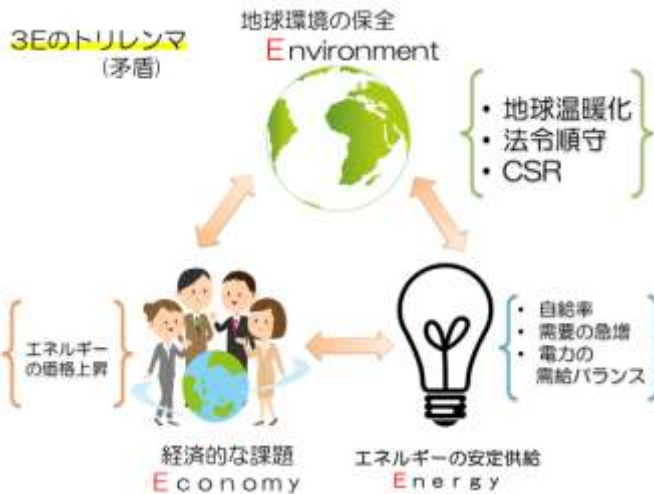 3Eのトリレンマ
(矛盾)
地球環境の保全
Environment
• 地球温暖化
• 法令順守
• CSR
エネルギー
の価格上昇
• 自給率
• 需要の急増
• 電力の
需給バランス
経済的な課題
Economy
エネルギーの安定供給
Energy